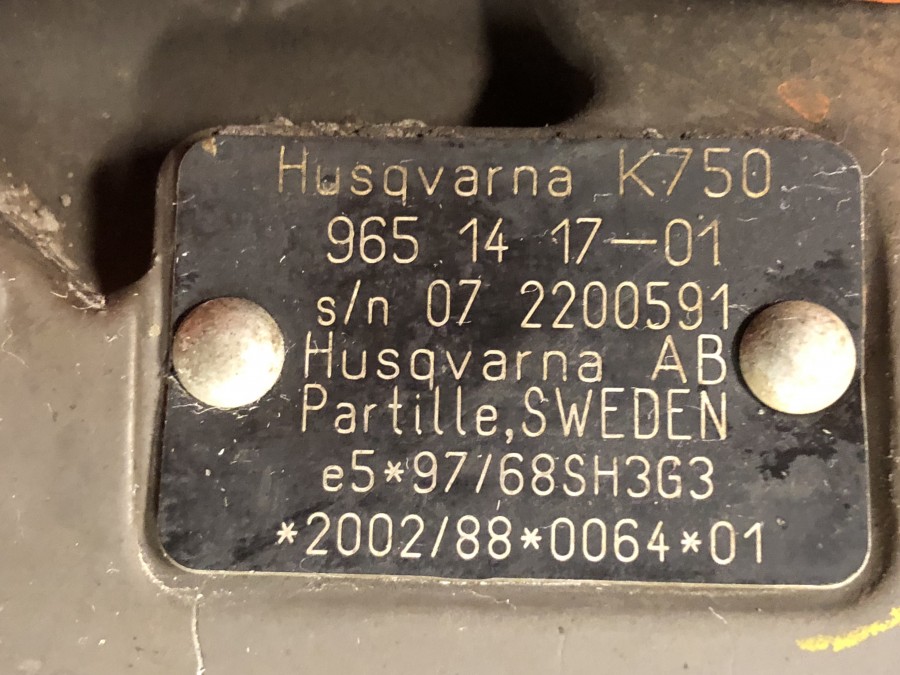 Husqvarna K750
965 14 17-01
s/n 07 2200591
Husqvarna AB
Partille,SWEDEN
e5*97/68SH3G3
*2002/88*0064*01